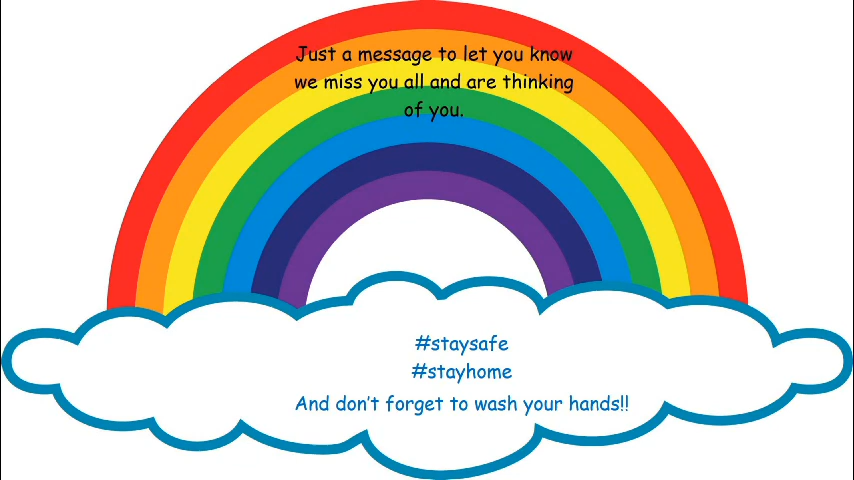 Just a message to let you know
we miss you all and are thinking
of you.
#staysafe
#stayhome
And don't forget to wash your hands!!